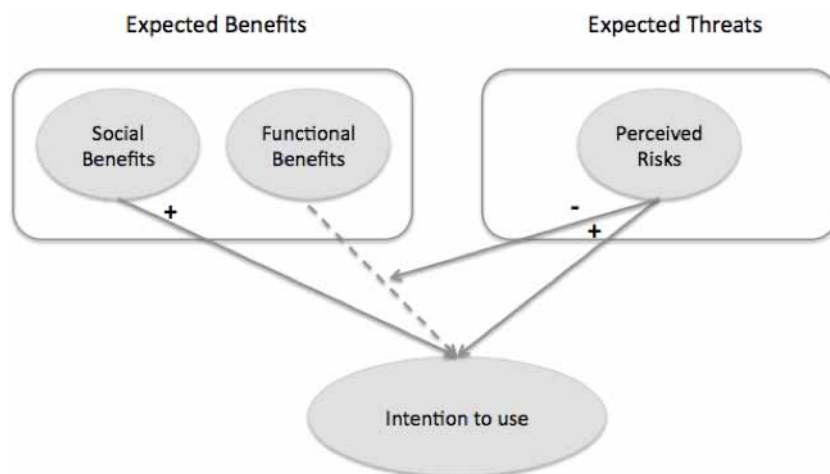 Expected Benefits
Expected Threats
Social
Benefits
Functional
Benefits
Perceived
Risks
+
-
+
Intention to use